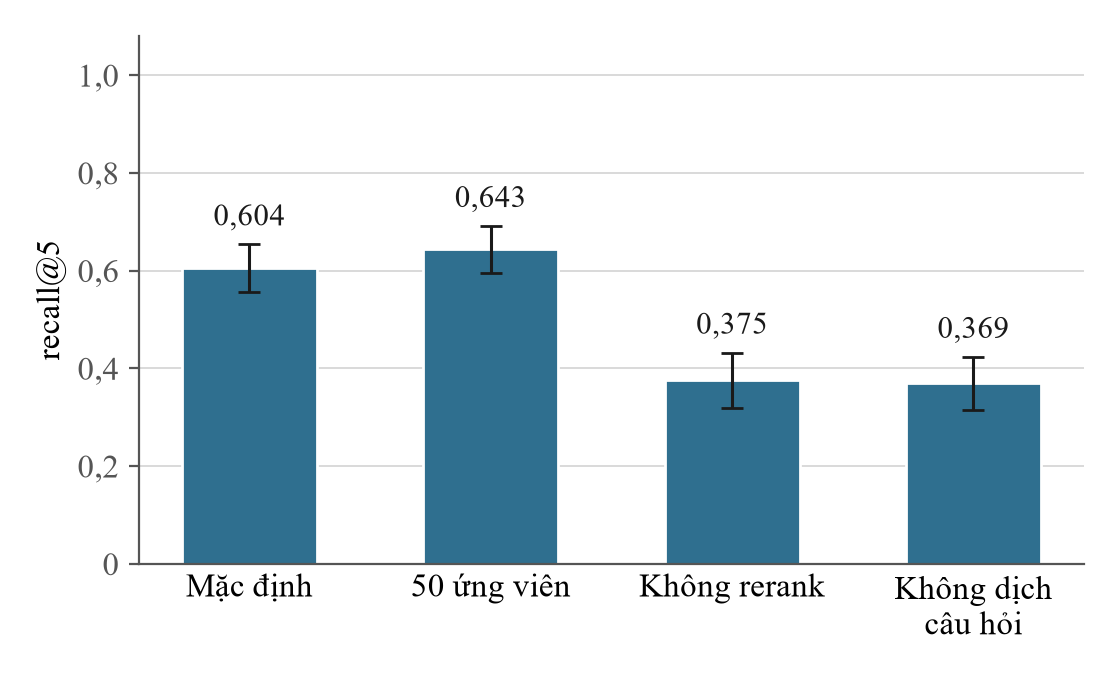 recall@5
1,0
0,8
0,6
0,4
0,2
0
0,604
0,643
0,375
0,369
Mặc định
50 ứng viên
Không rerank
Không dịch
câu hỏi